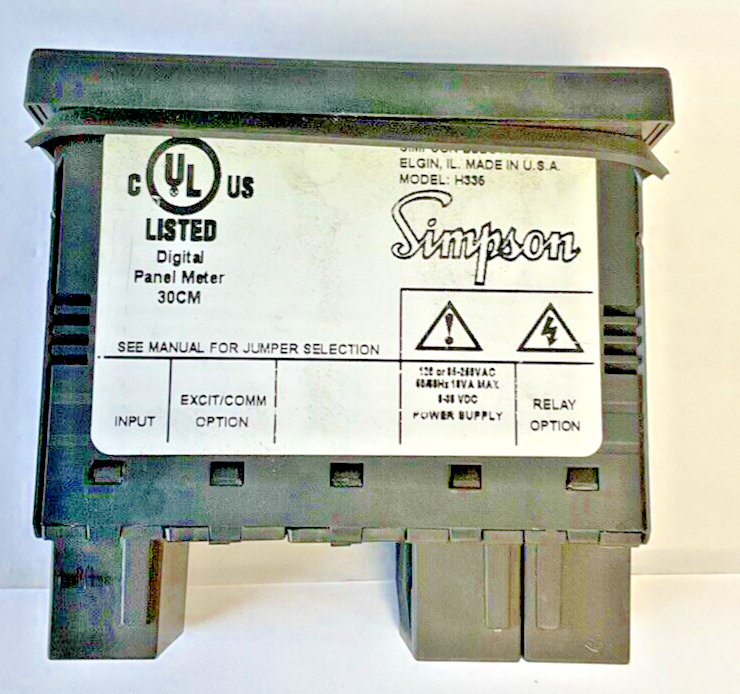 C UL US
LISTED
Digital
Panel Meter
30CM
ELGIN, IL. MADE IN U.S.A.
MODEL: H335
Simpson
SEE MANUAL FOR JUMPER SELECTION
INPUT
EXCIT/COMM
OPTION
VDC
POWER SUPPLY
RELAY
OPTION